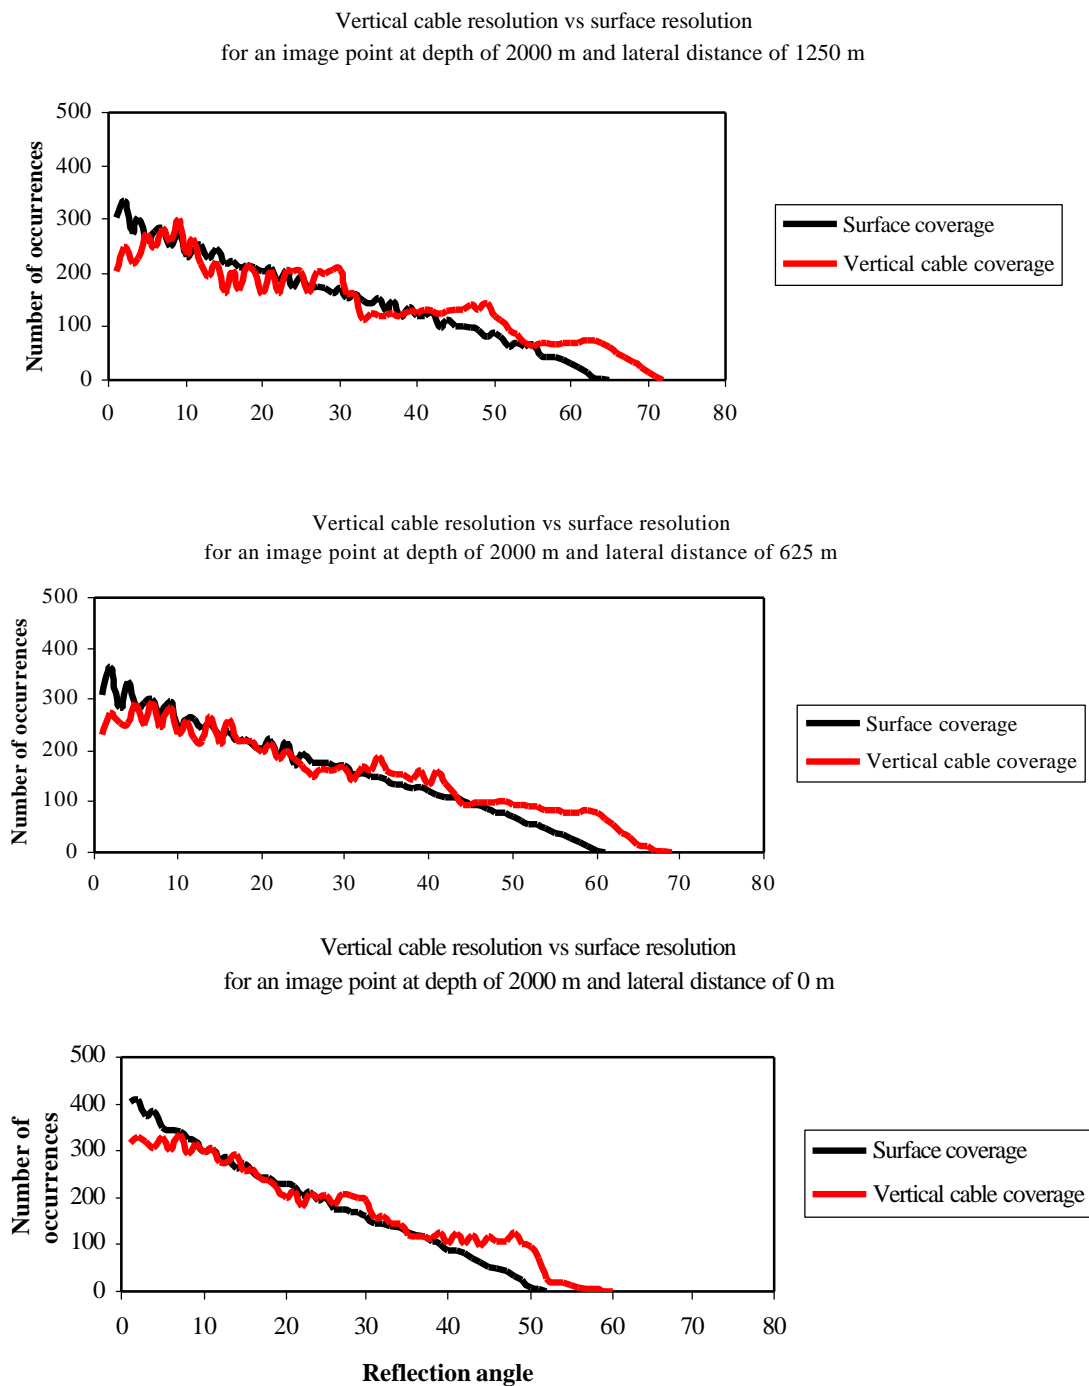 Vertical cable resolution vs surface resolution
for an image point at depth of 2000 m and lateral distance of 1250 m
500
400
300
200
100
0
0 10 20 30 40 50 60 70 80
Number of occurrences
Surface coverage
Vertical cable coverage
Vertical cable resolution vs surface resolution
for an image point at depth of 2000 m and lateral distance of 625 m
500
400
300
200
100
0
0 10 20 30 40 50 60 70 80
Number of occurrences
Surface coverage
Vertical cable coverage
Vertical cable resolution vs surface resolution
for an image point at depth of 2000 m and lateral distance of 0 m
500
400
300
200
100
0
0 10 20 30 40 50 60 70 80
Number of
occurrences
Surface coverage
Vertical cable coverage
Reflection angle